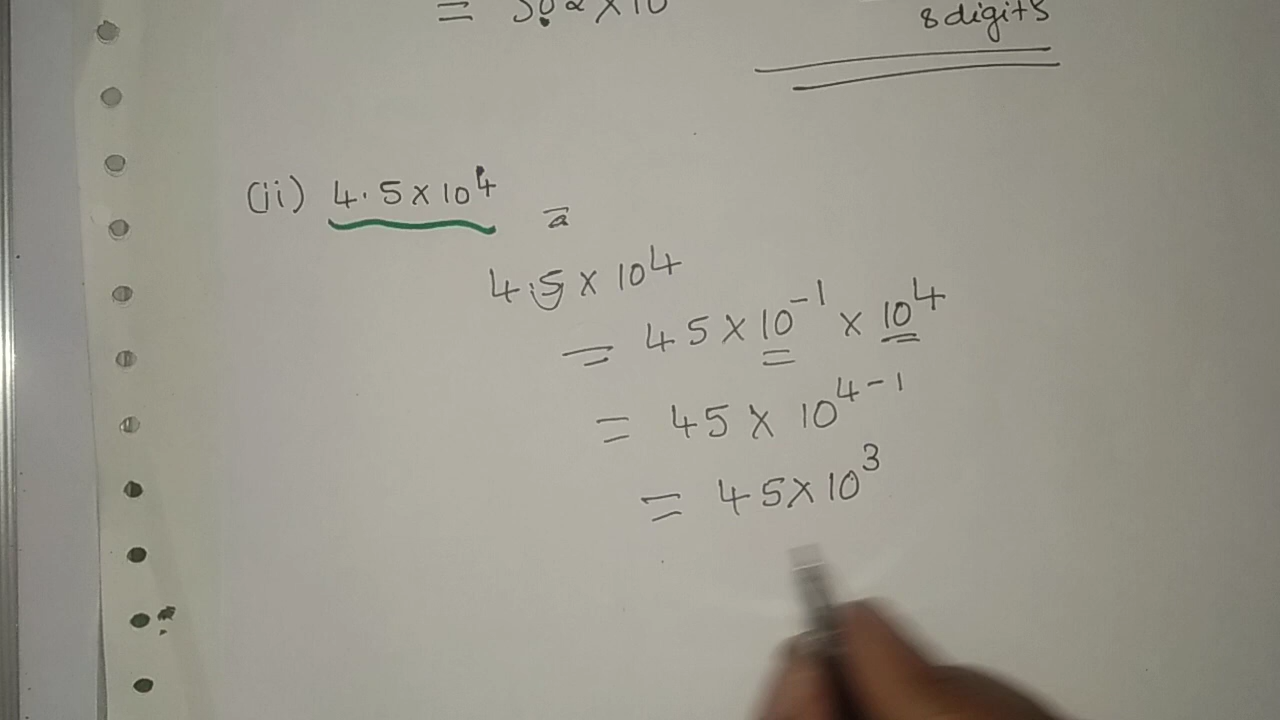 8 digits
(ii) 4.5 × 10⁴
4.5 × 10⁴
= 45 × 10⁻¹ × 10⁴
= 45 × 10⁴⁻¹
= 45 × 10³